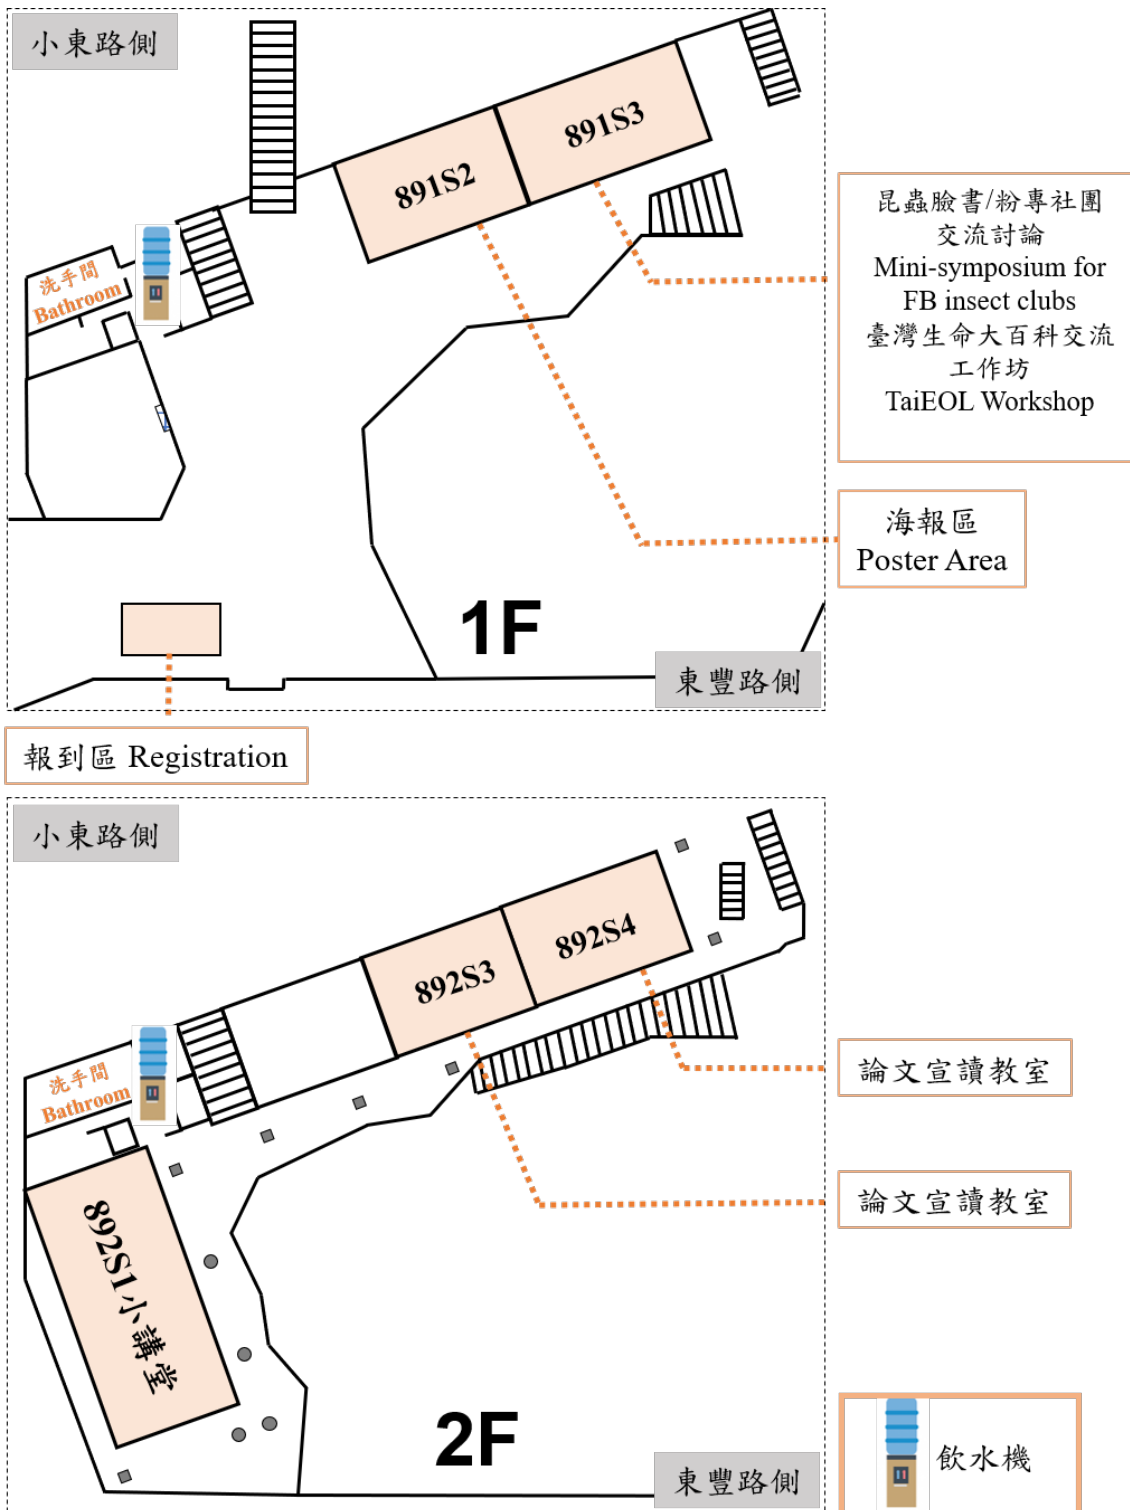 小東路側
891S2
891S3
洗手間
Bathroom
昆蟲臉書/粉專社團
交流討論
Mini-symposium for
FB insect clubs
臺灣生命大百科交流
工作坊
TaiEOL Workshop
海報區
Poster Area
1F
東豐路側
報到區 Registration
小東路側
892S3
892S4
洗手間
Bathroom
論文宣讀教室
論文宣讀教室
892S1小講堂
2F
東豐路側
飲水機